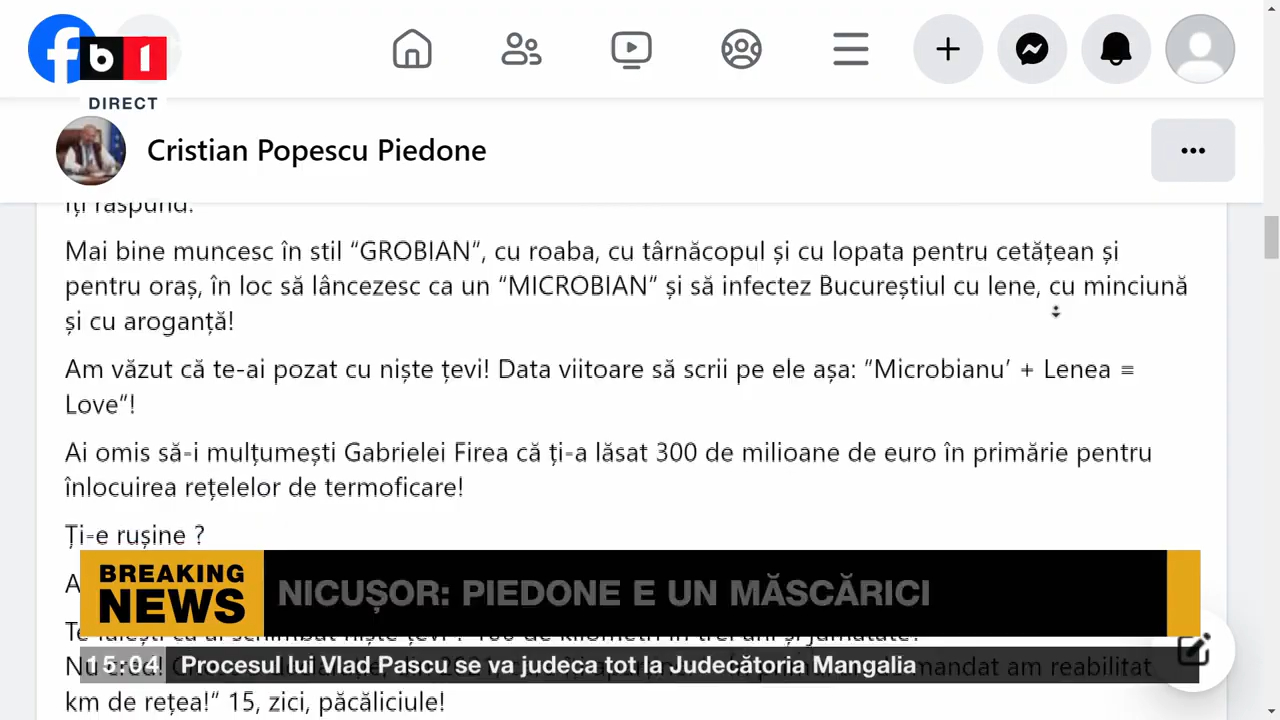 b1
DIRECT
Cristian Popescu Piedone
îți răspund.
Mai bine muncesc în stil “GROBIAN”, cu roaba, cu târnăcopul și cu lopata pentru cetățean și
pentru oraș, în loc să lâncezesc ca un “MICROBIAN” și să infectez Bucureștiul cu lene, cu minciună
și cu aroganță!
Am văzut că te-ai pozat cu niște țevi! Data viitoare să scrii pe ele așa: “Microbianu’ + Lenea =
Love”!
Ai omis să-i mulțumești Gabrielei Firea că ți-a lăsat 300 de milioane de euro în primărie pentru
înlocuirea rețelelor de termoficare!
Ți-e rușine ?
BREAKING
NEWS
NICUȘOR: PIEDONE E UN MĂSCĂRICI
15:04 Procesul lui Vlad Pascu se va judeca tot la Judecătoria Mangalia
mandat am reabilitat
km de rețea!” 15, zici, păcăliciule!